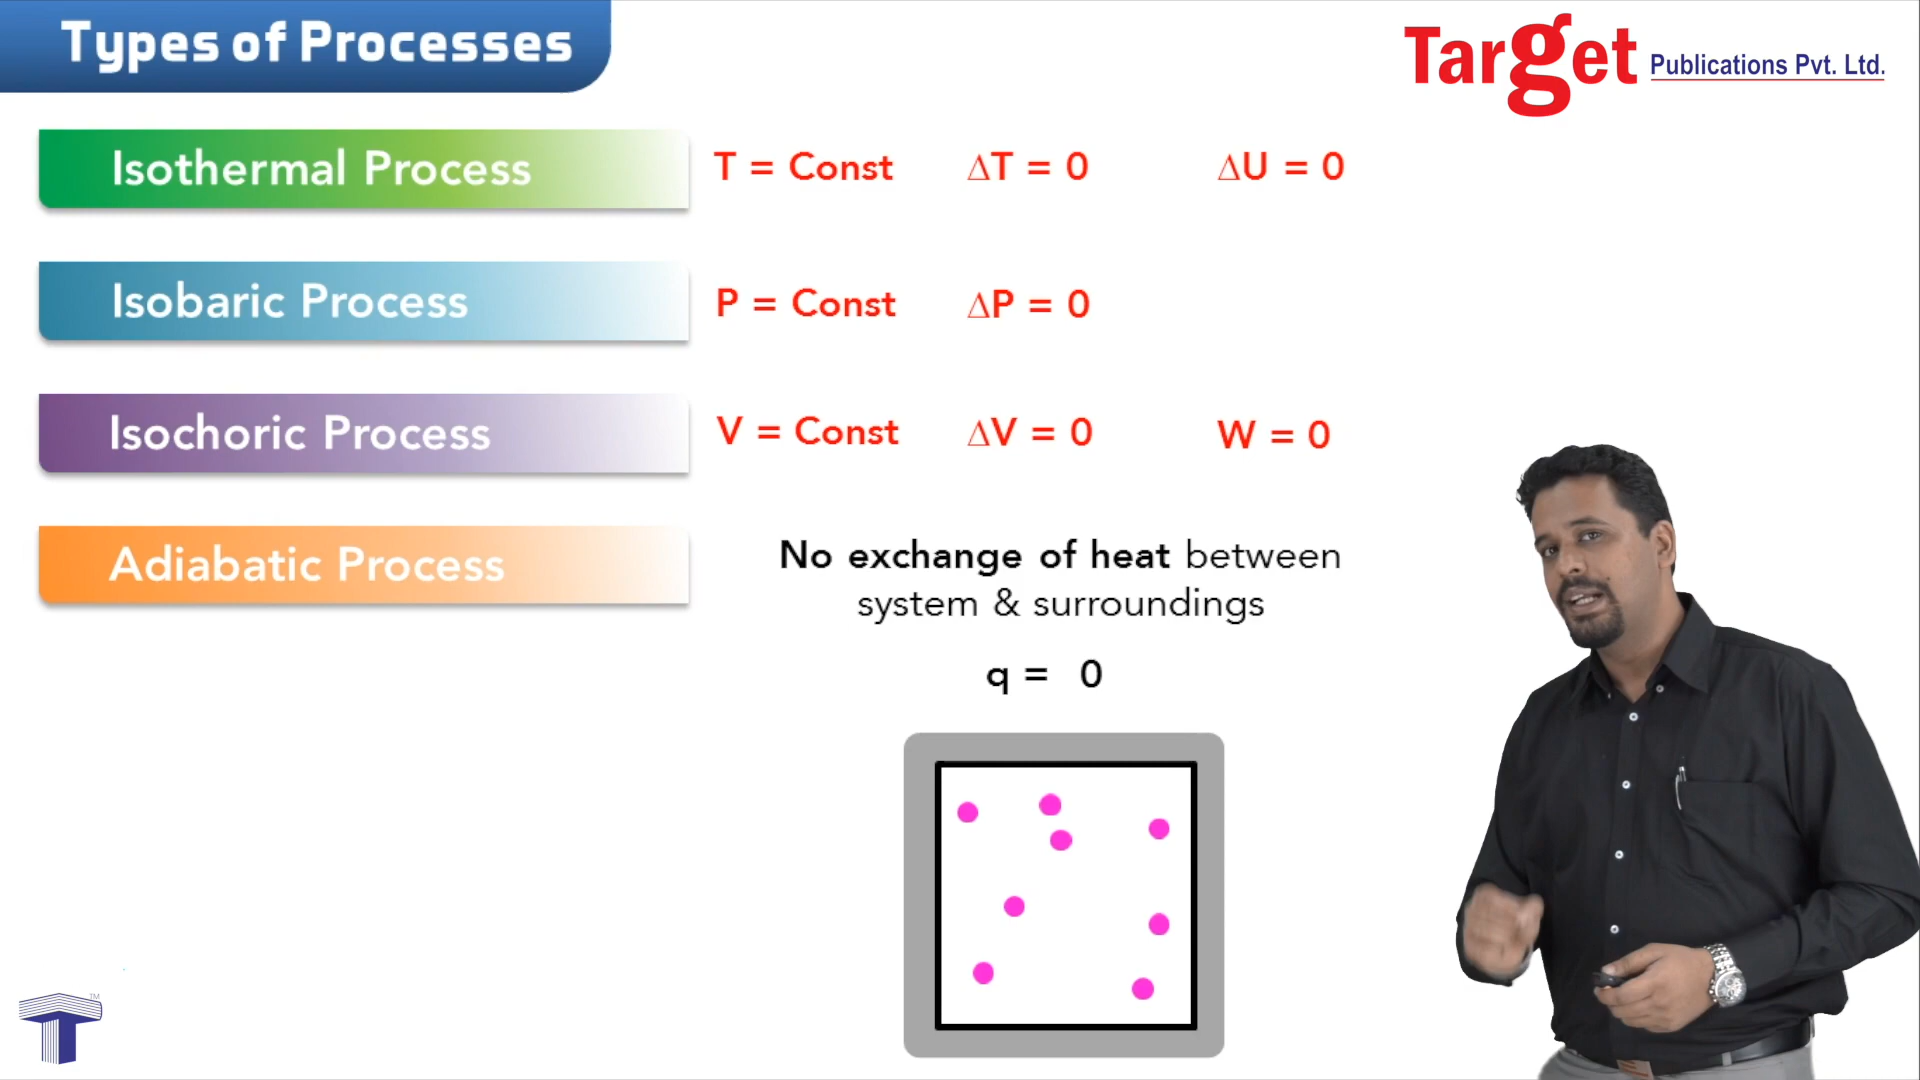 Types of Processes
Target Publications Pvt. Ltd.
Isothermal Process T = Const ΔT = 0 ΔU = 0
Isobaric Process P = Const ΔP = 0
Isochoric Process V = Const ΔV = 0 W = 0
Adiabatic Process
No exchange of heat between
system & surroundings
q = 0
TM